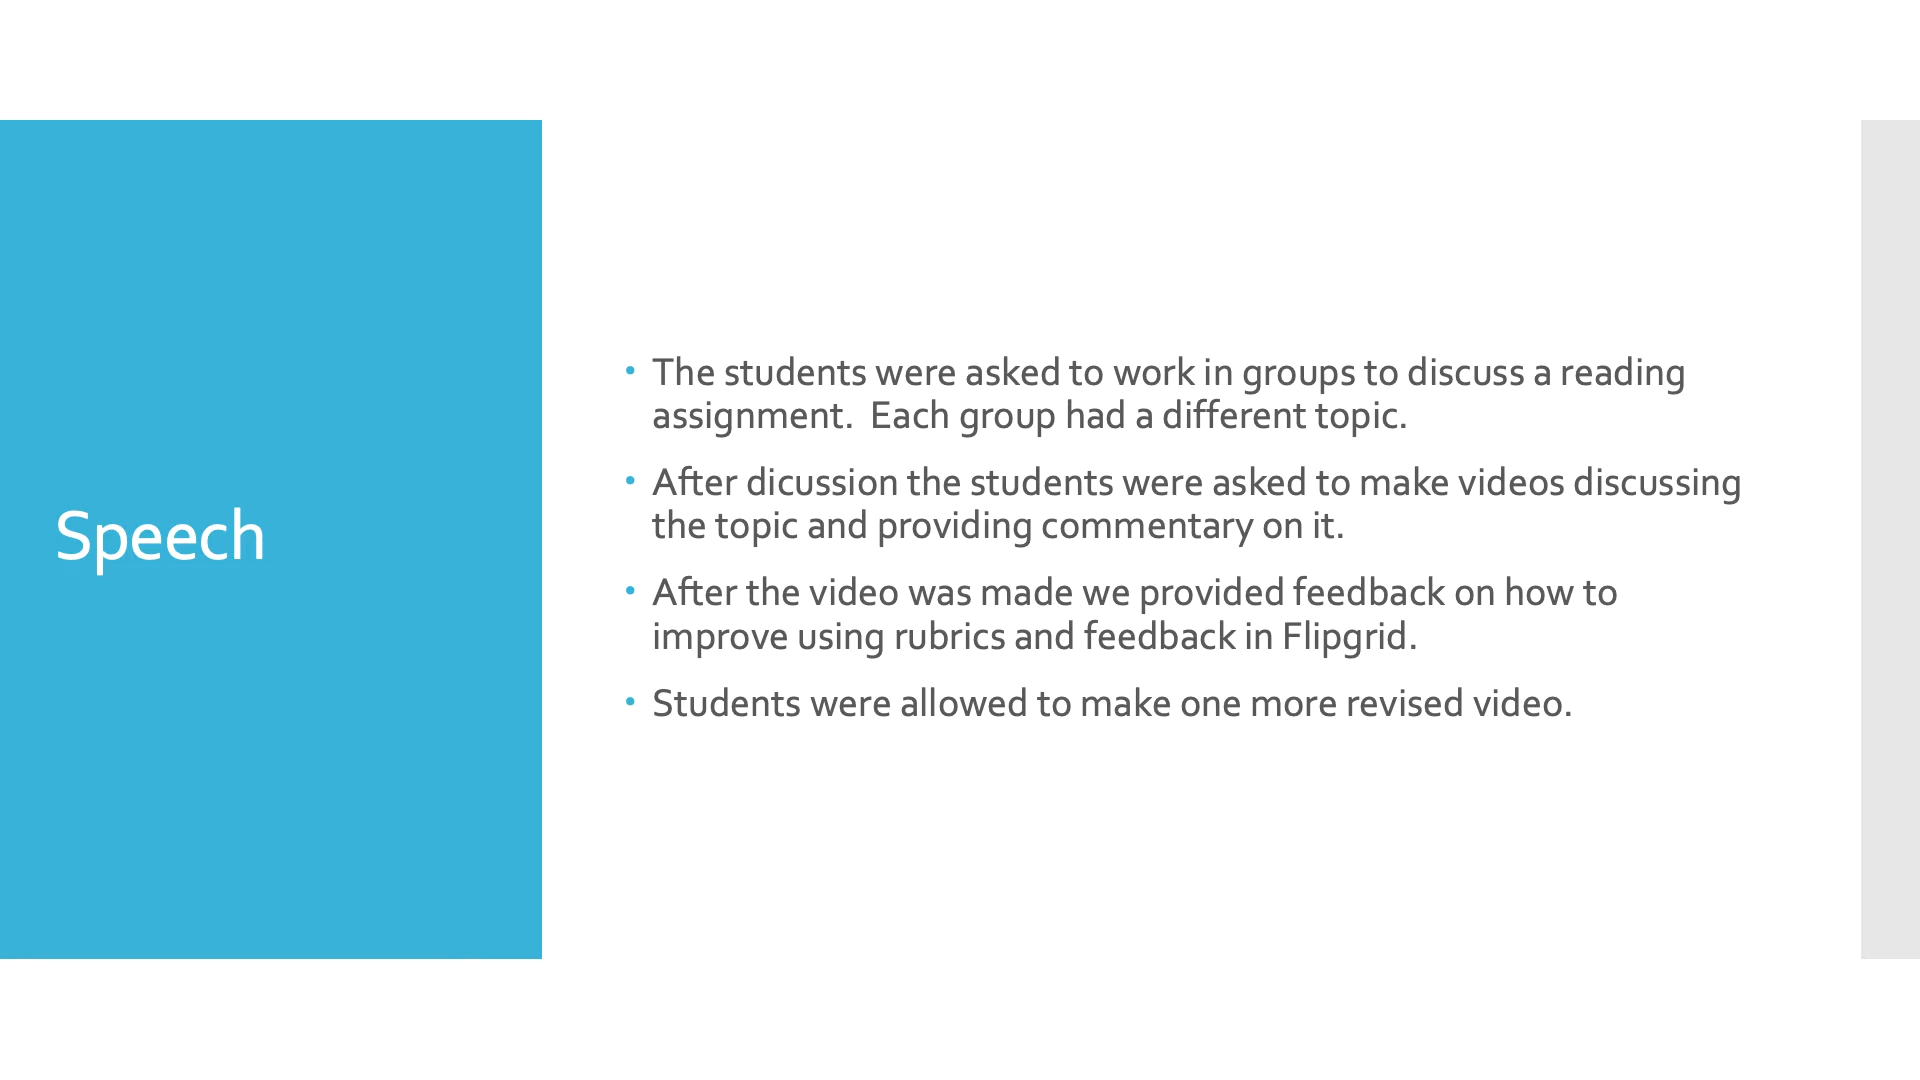 Speech
• The students were asked to work in groups to discuss a reading
assignment.  Each group had a different topic.
• After dicussion the students were asked to make videos discussing
the topic and providing commentary on it.
• After the video was made we provided feedback on how to
improve using rubrics and feedback in Flipgrid.
• Students were allowed to make one more revised video.